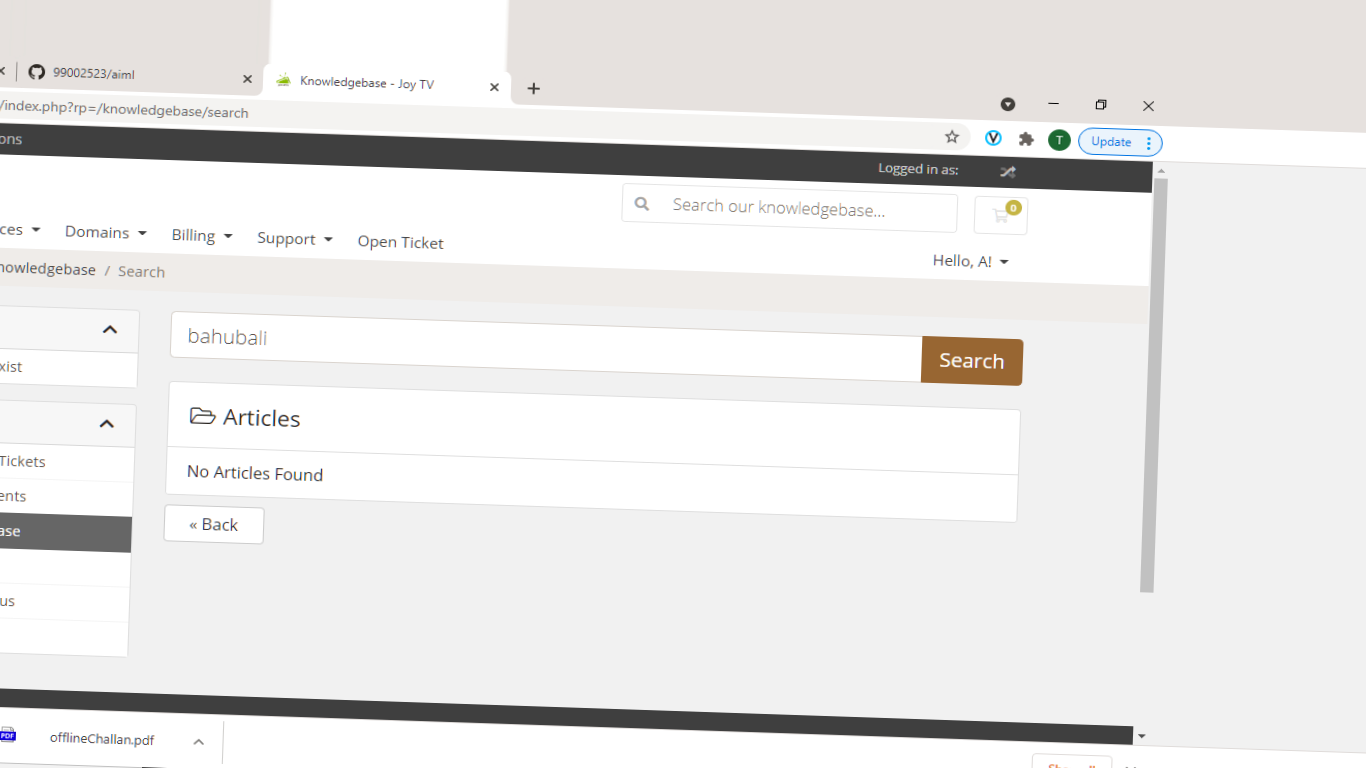 99002523/aiml
Knowledgebase - Joy TV
/index.php?rp=/knowledgebase/search
T
Update
ons
Logged in as:
Search our knowledgebase...
0
ces
Domains
Billing
Support
Open Ticket
Hello, A!
nowledgebase / Search
bahubali
Search
xist
Articles
No Articles Found
Tickets
ents
ase
« Back
us
PDF
offlineChallan.pdf